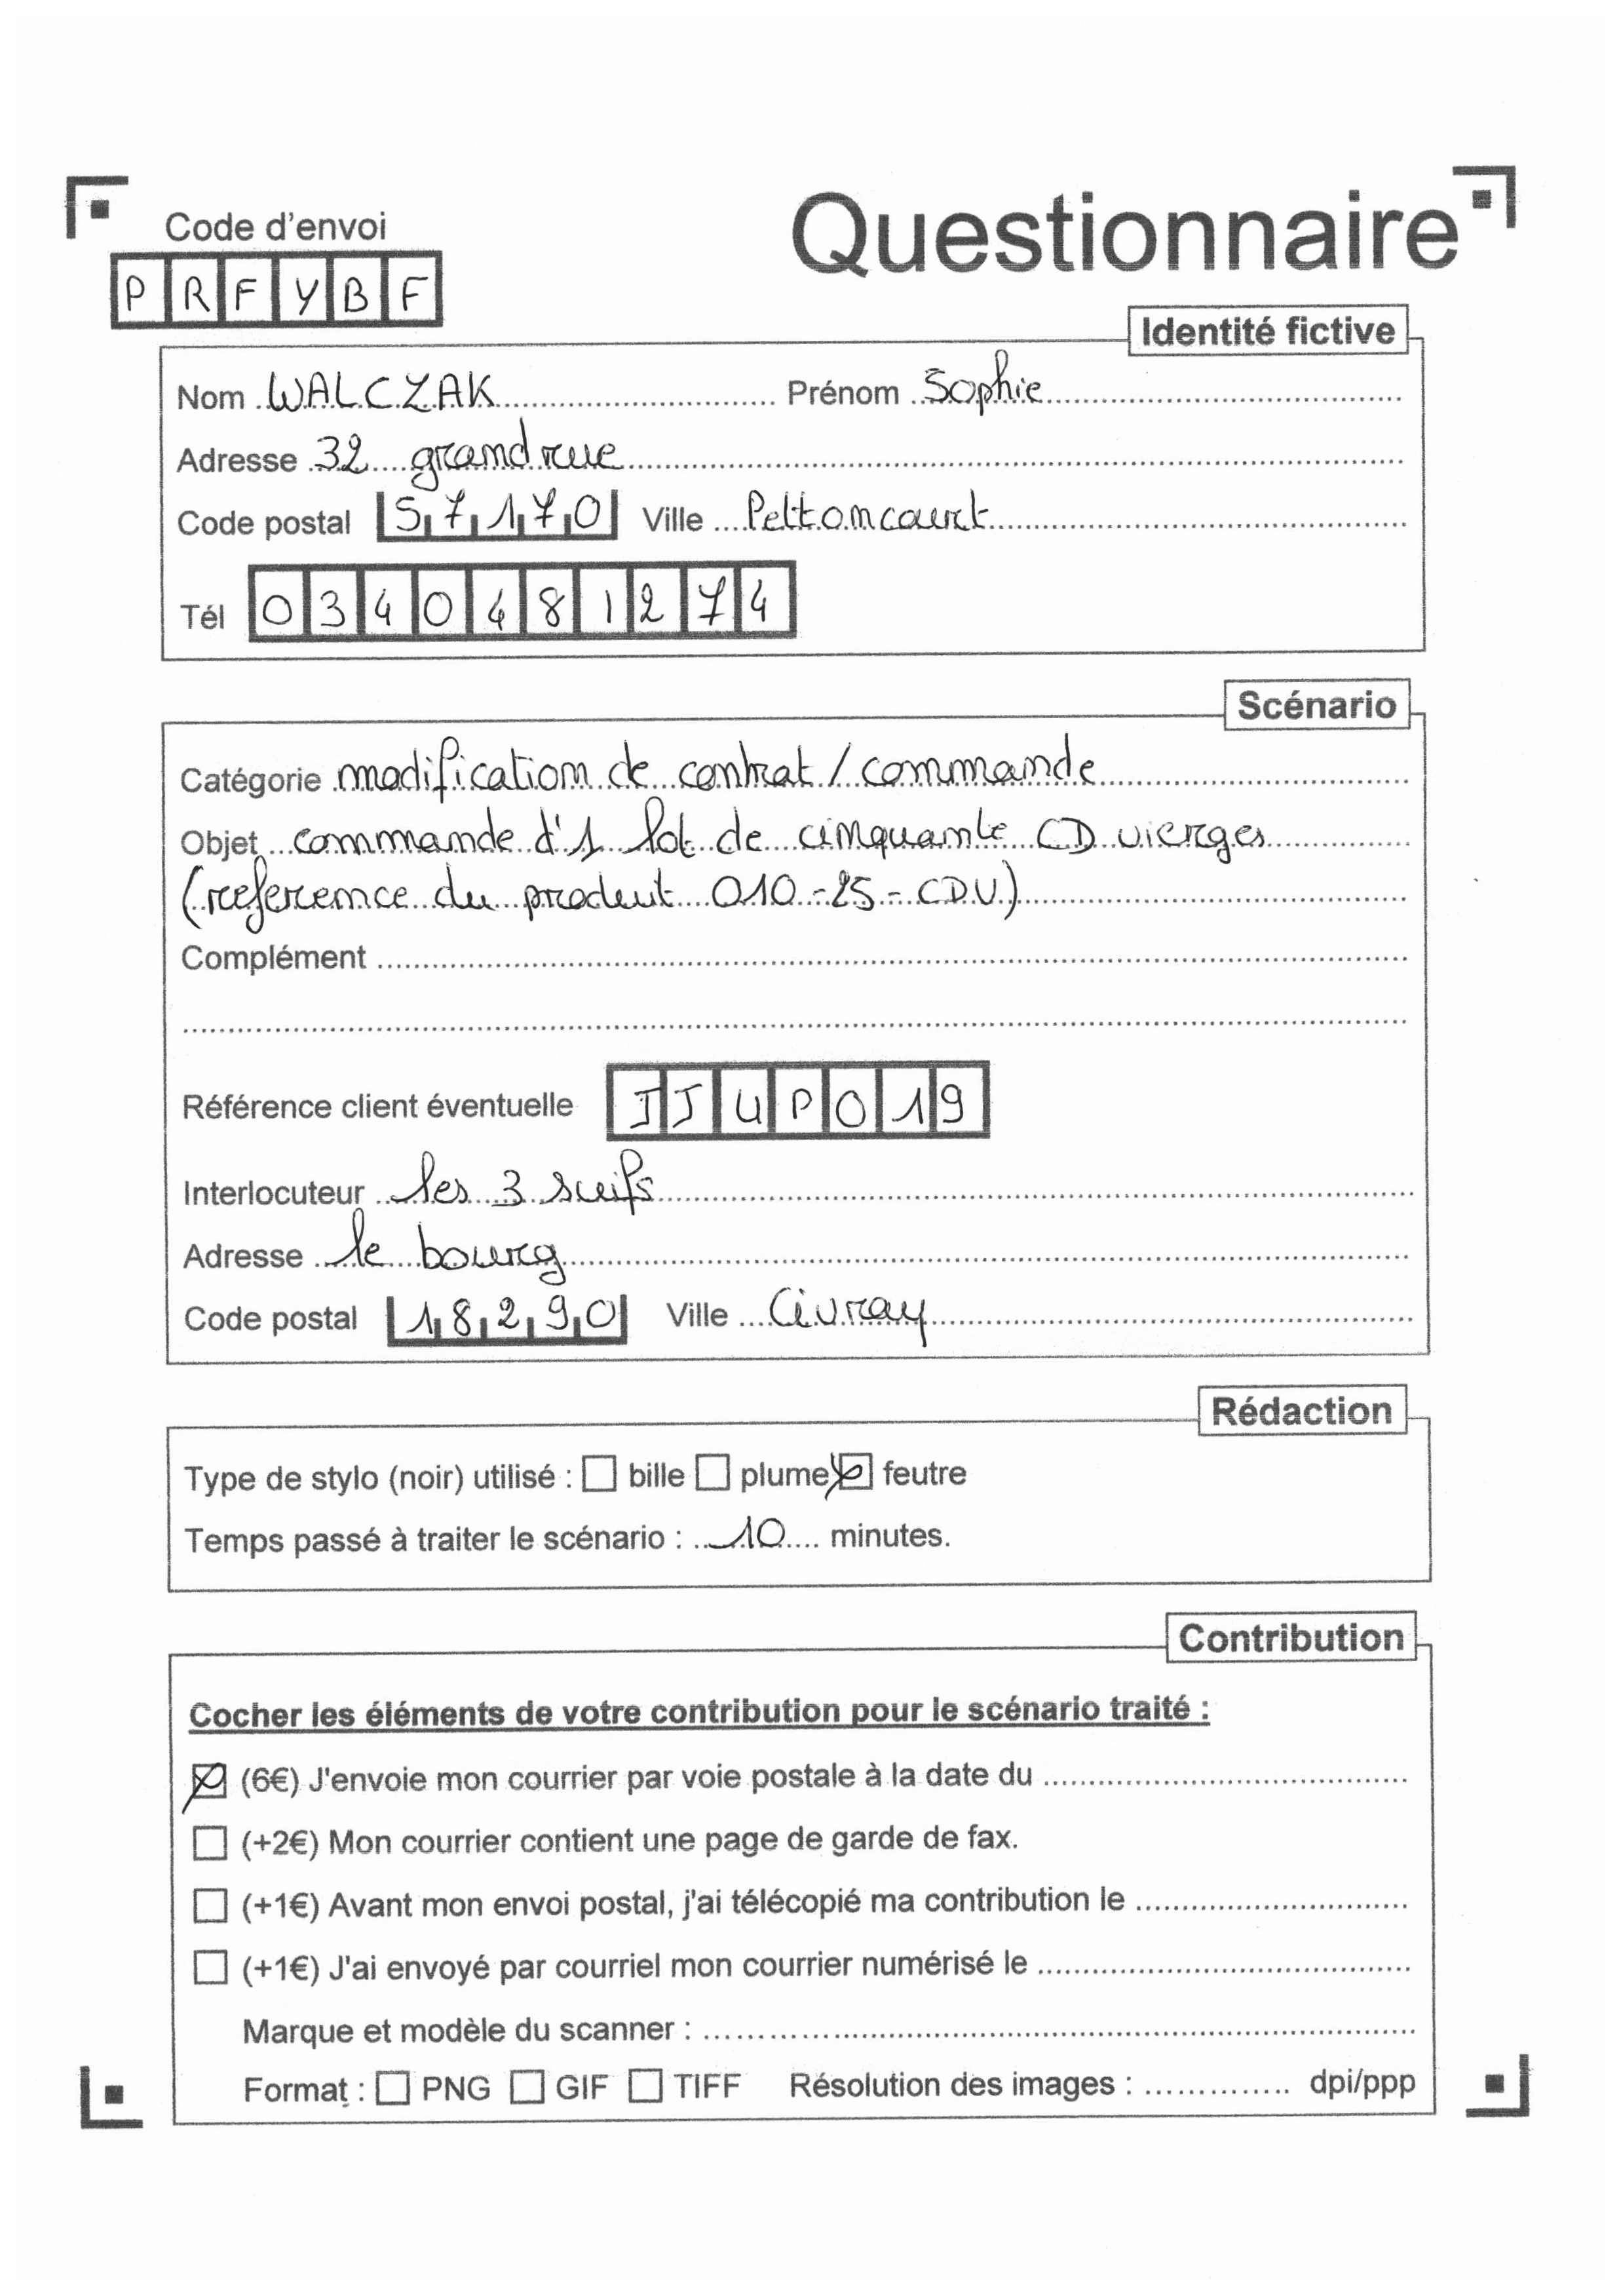 Questionnaire
Code d'envoi
PRFYBF
Identité fictive
Nom WALCZAK Prénom Sophie
Adresse 32 grand rue
Code postal 57170 Ville Pettoncourt
Tél 0340481274
Scénario
Catégorie modification de contrat / commande
Objet commande d'1 lot de cinquante CD vierges
(reference du produit 010-25-CDV)
Complément
Référence client éventuelle JJUPO19
Interlocuteur les 3 suifs
Adresse le bourg
Code postal 18290 Ville Civray
Rédaction
Type de stylo (noir) utilisé : bille plume feutre
Temps passé à traiter le scénario : 10 minutes.
Contribution
Cocher les éléments de votre contribution pour le scénario traité :
(6€) J'envoie mon courrier par voie postale à la date du
(+2€) Mon courrier contient une page de garde de fax.
(+1€) Avant mon envoi postal, j'ai télécopié ma contribution le
(+1€) J'ai envoyé par courriel mon courrier numérisé le
Marque et modèle du scanner :
Format : PNG GIF TIFF Résolution des images : dpi/ppp